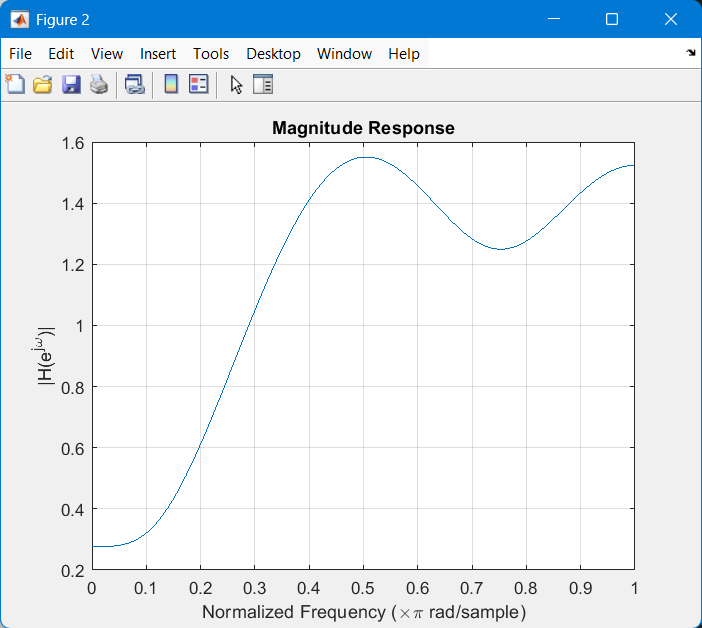 Figure 2
File Edit View Insert Tools Desktop Window Help
Magnitude Response
1.6
1.4
1.2
1
0.8
0.6
0.4
0.2
|H(e^jω)|
0 0.1 0.2 0.3 0.4 0.5 0.6 0.7 0.8 0.9 1
Normalized Frequency (×π rad/sample)